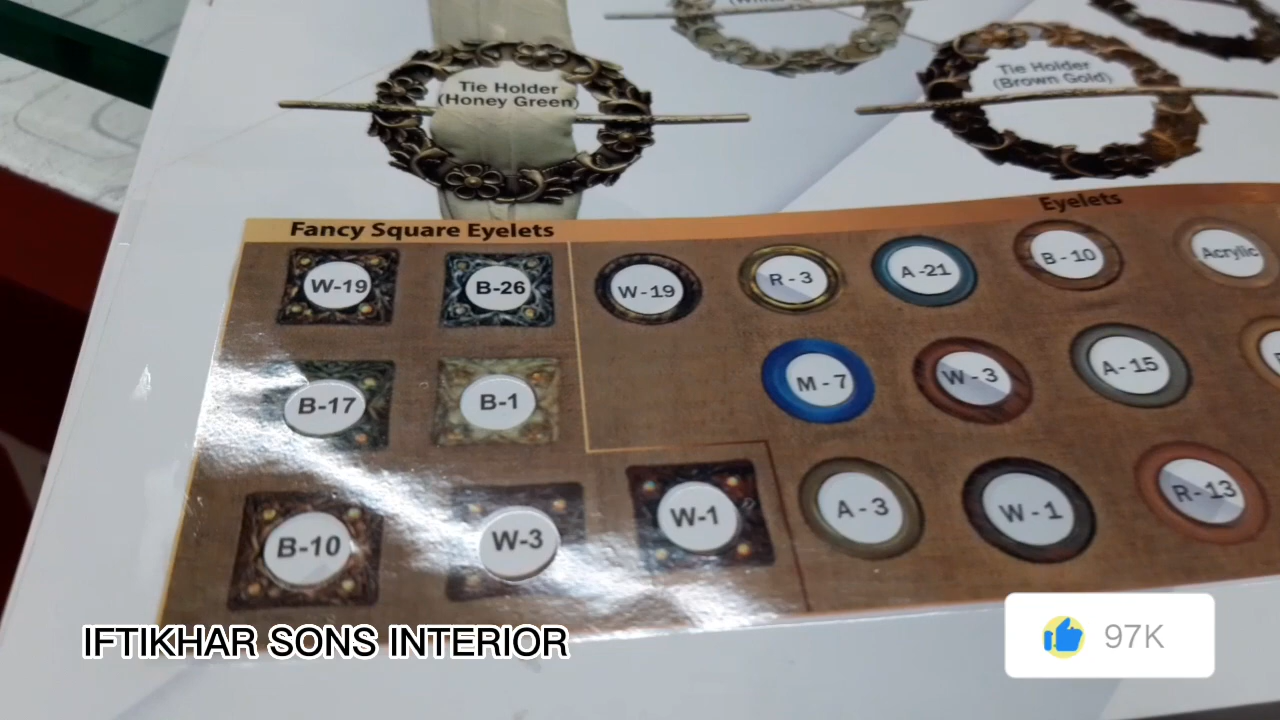 (White
Tie Holder
(Honey Green)
Tie Holder
(Brown Gold)
Fancy Square Eyelets
Eyelets
W-19
B-26
W-19
R-3
A-21
B-10
Acrylic
B-17
B-1
M-7
W-3
A-15
B-10
W-3
W-1
A-3
W-1
R-13
IFTIKHAR SONS INTERIOR
97K